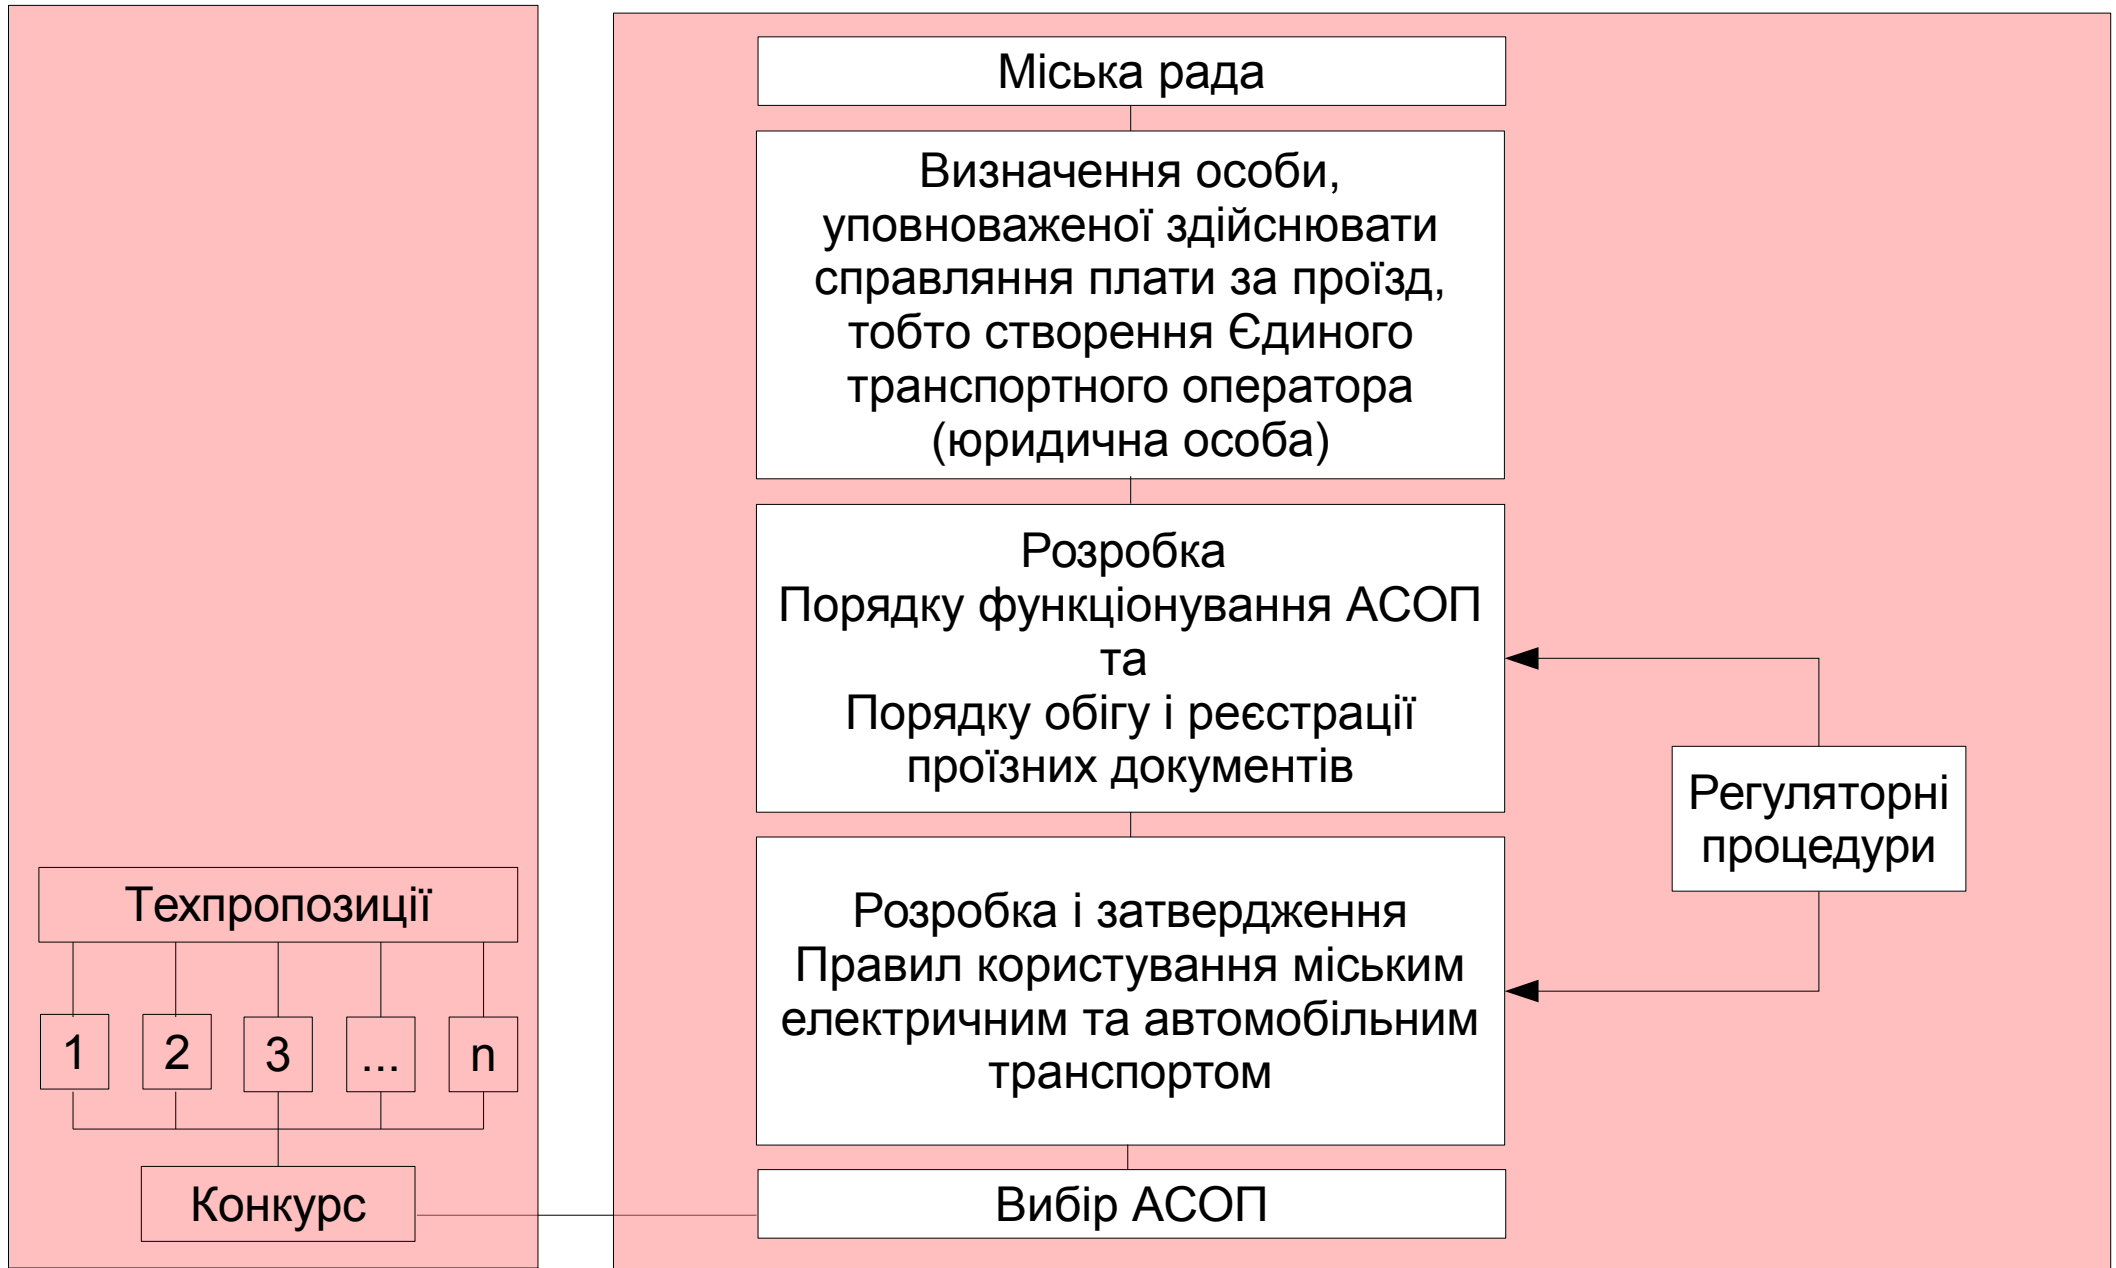 Міська рада
Визначення особи,
уповноваженої здійснювати
справляння плати за проїзд,
тобто створення Єдиного
транспортного оператора
(юридична особа)
Розробка
Порядку функціонування АСОП
та
Порядку обігу і реєстрації
проїзних документів
Регуляторні
процедури
Розробка і затвердження
Правил користування міським
електричним та автомобільним
транспортом
Вибір АСОП
Техпропозиції
1 2 3 ... n
Конкурс